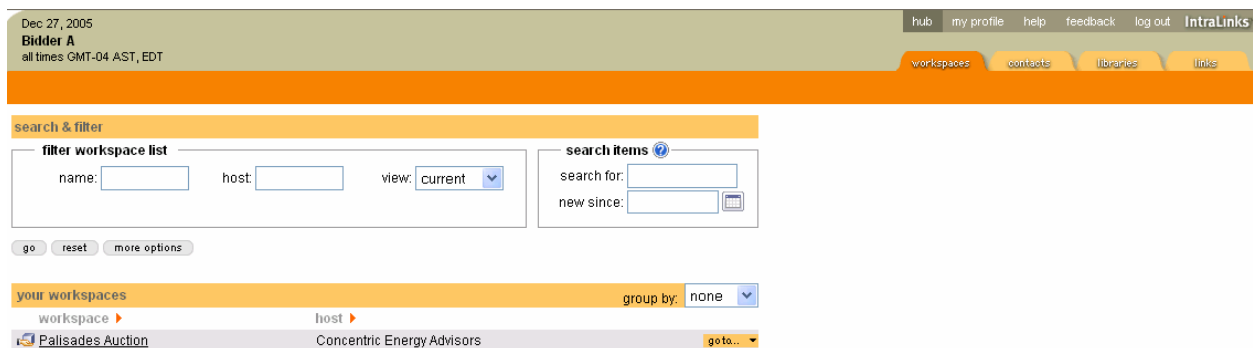 Dec 27, 2005
Bidder A
all times GMT-04 AST, EDT
hub my profile help feedback log out IntraLinks
workspaces contacts libraries links
search & filter
filter workspace list
name: host: view: current
search items ?
search for:
new since:
go reset more options
your workspaces group by: none
workspace host
Palisades Auction Concentric Energy Advisors goto...